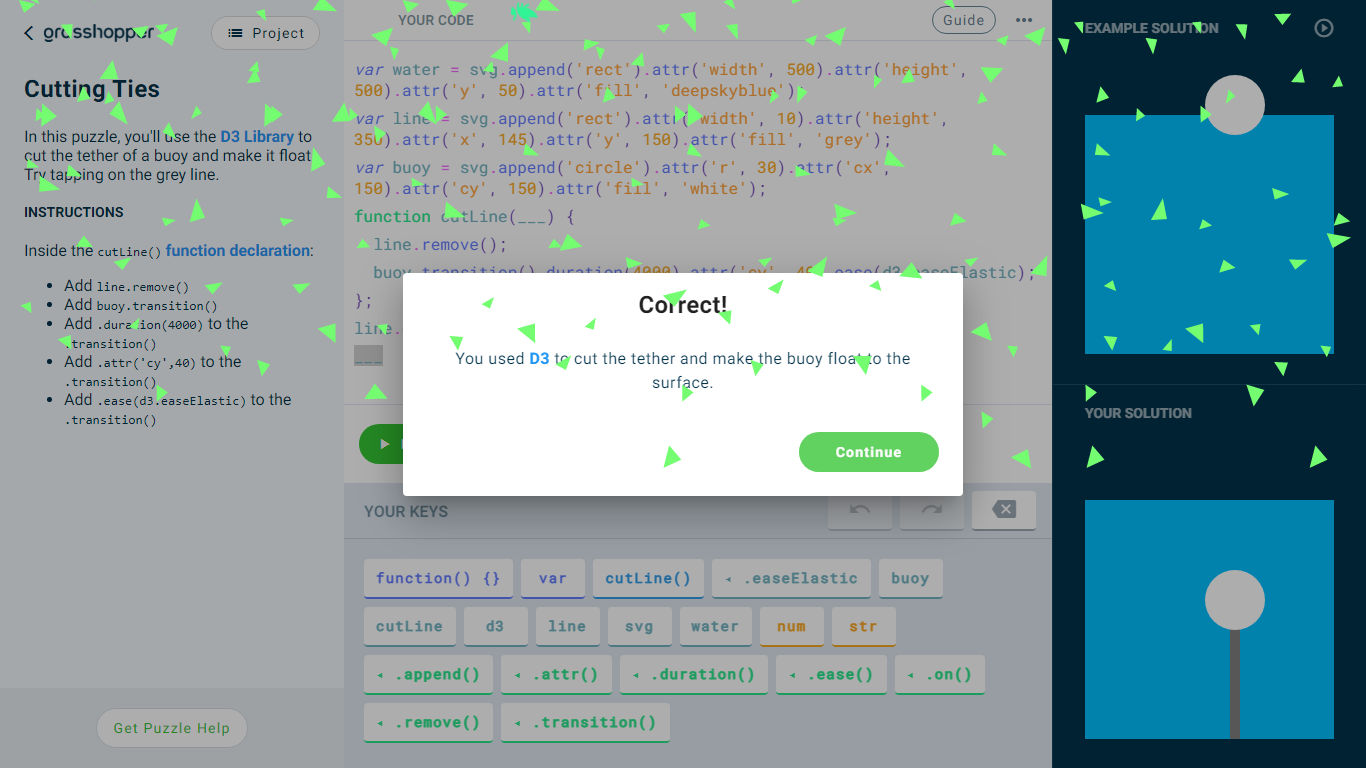 grasshopper
Project
Cutting Ties
In this puzzle, you'll use the D3 Library to
cut the tether of a buoy and make it float
Try tapping on the grey line.
INSTRUCTIONS
Inside the cutLine() function declaration:
• Add line.remove()
• Add buoy.transition()
• Add .duration(4000) to the
.transition()
• Add .attr('cy',40) to the
.transition()
• Add .ease(d3.easeElastic) to the
.transition()
Get Puzzle Help
YOUR CODE
Guide
var water = svg.append('rect').attr('width', 500).attr('height',
500).attr('y', 50).attr('fill', 'deepskyblue')
var line = svg.append('rect').attr('width', 10).attr('height',
350).attr('x', 145).attr('y', 150).attr('fill', 'grey');
var buoy = svg.append('circle').attr('r', 30).attr('cx',
150).attr('cy', 150).attr('fill', 'white');
function cutLine(___) {
line.remove();
buoy.transition().duration(4000).attr('cy', 40).ease(d3.easeElastic);
};
line.
___
Correct!
You used D3 to cut the tether and make the buoy float to the
surface.
Continue
YOUR KEYS
function() {}
var
cutLine()
.easeElastic
buoy
cutLine
d3
line
svg
water
num
str
.append()
.attr()
.duration()
.ease()
.on()
.remove()
.transition()
EXAMPLE SOLUTION
YOUR SOLUTION